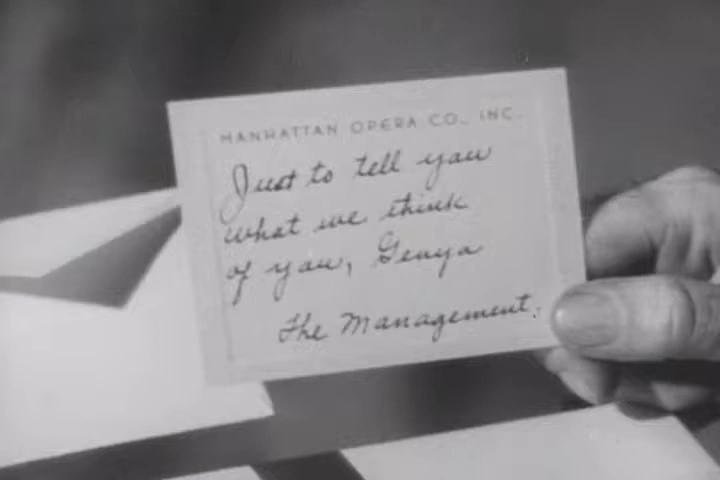 MANHATTAN OPERA CO., INC.
Just to tell you
what we think
of you, Genya
The Management.